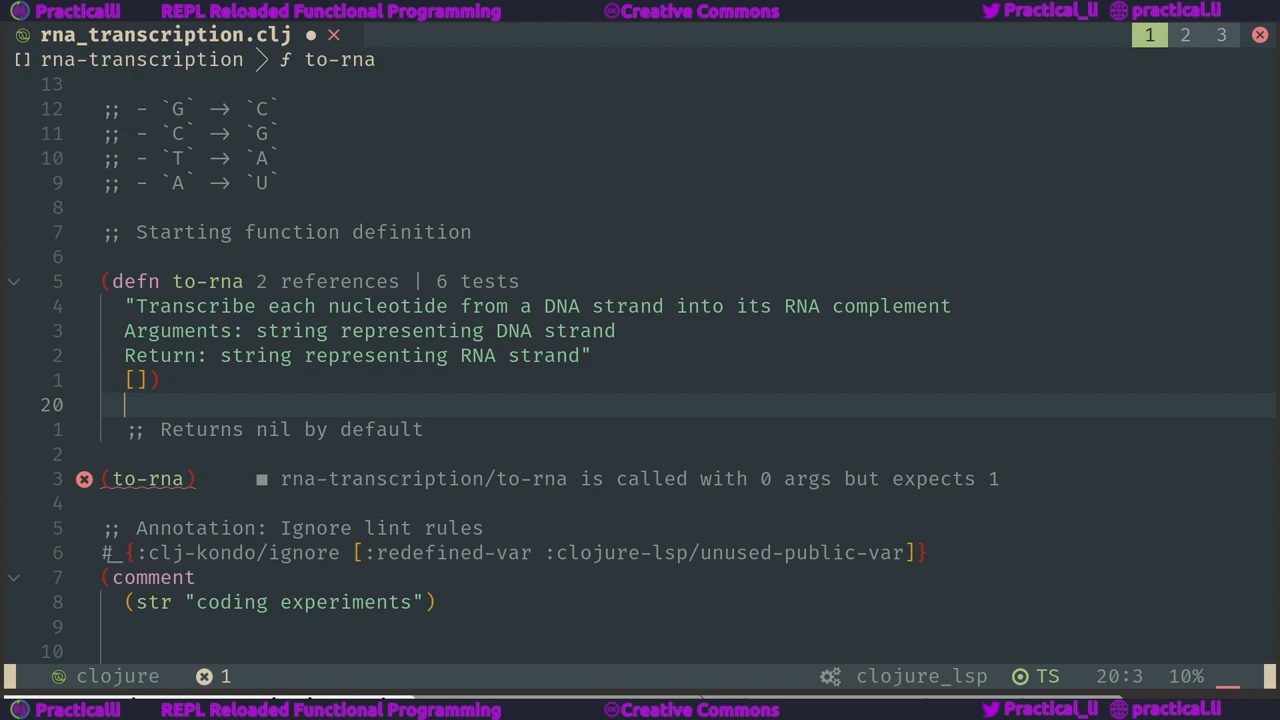 Practicalli REPL Reloaded Functional Programming Creative Commons Practical_li practical.li
rna_transcription.clj ● × 1 2 3
[] rna-transcription > ƒ to-rna
13
12 ;; - `G` -> `C`
11 ;; - `C` -> `G`
10 ;; - `T` -> `A`
9 ;; - `A` -> `U`
8
7 ;; Starting function definition
6
5 (defn to-rna 2 references | 6 tests
4 "Transcribe each nucleotide from a DNA strand into its RNA complement
3 Arguments: string representing DNA strand
2 Return: string representing RNA strand"
1 [])
20
1 ;; Returns nil by default
2
3 (to-rna) ■ rna-transcription/to-rna is called with 0 args but expects 1
4
5 ;; Annotation: Ignore lint rules
6 #_{:clj-kondo/ignore [:redefined-var :clojure-lsp/unused-public-var]}
7 (comment
8 (str "coding experiments")
9
10
clojure 1 clojure_lsp TS 20:3 10%
Practicalli REPL Reloaded Functional Programming Creative Commons Practical_li practical.li